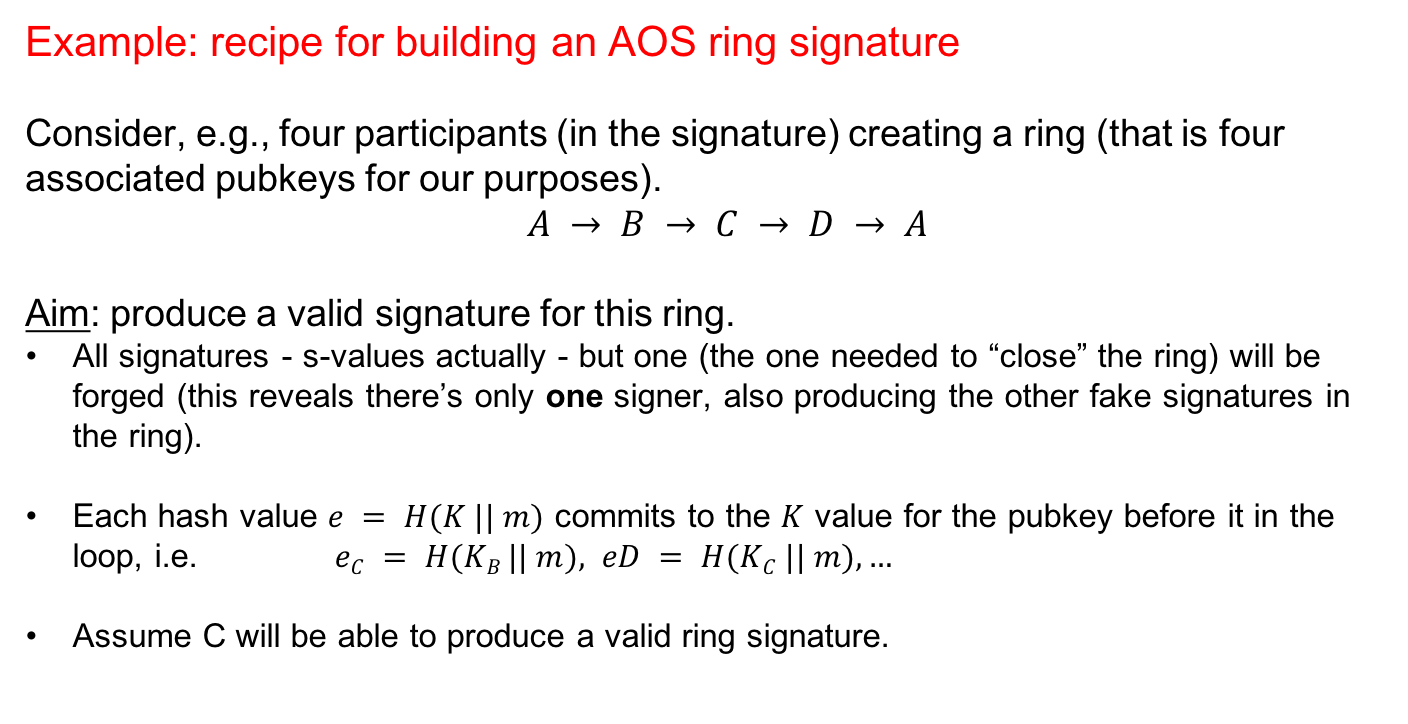 Example: recipe for building an AOS ring signature
Consider, e.g., four participants (in the signature) creating a ring (that is four
associated pubkeys for our purposes).
A → B → C → D → A
Aim: produce a valid signature for this ring.
• All signatures - s-values actually - but one (the one needed to “close” the ring) will be
forged (this reveals there’s only one signer, also producing the other fake signatures in
the ring).
• Each hash value e = H(K || m) commits to the K value for the pubkey before it in the
loop, i.e. e_C = H(K_B || m), eD = H(K_C || m), …
• Assume C will be able to produce a valid ring signature.